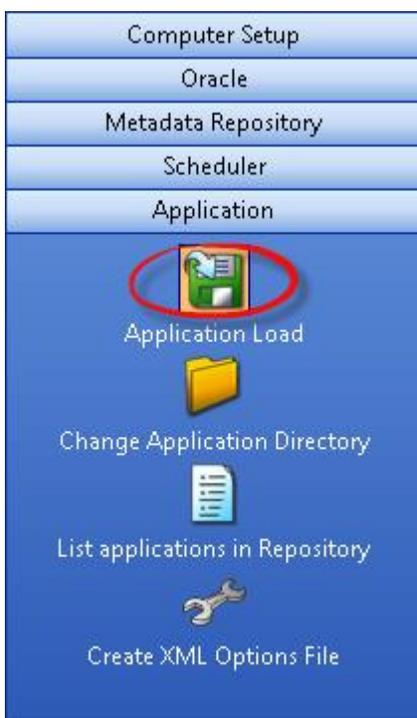 Computer Setup
Oracle
Metadata Repository
Scheduler
Application
Application Load
Change Application Directory
List applications in Repository
Create XML Options File